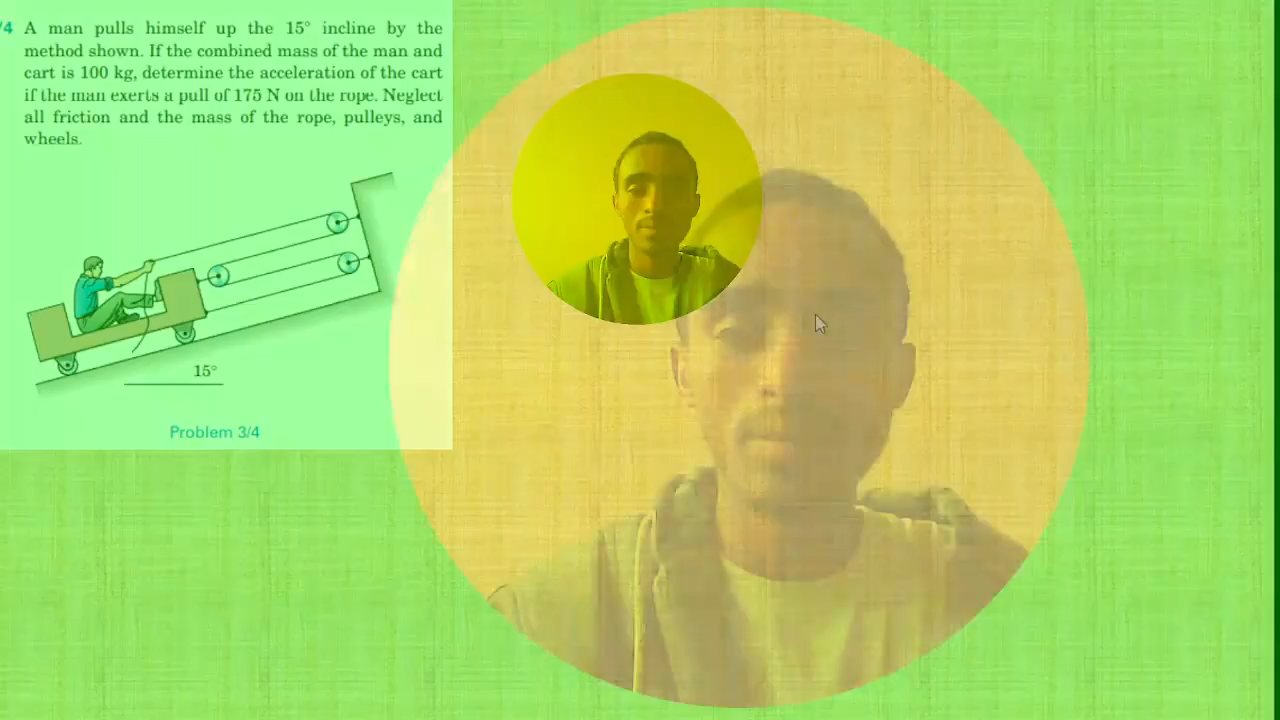 /4 A man pulls himself up the 15° incline by the
method shown. If the combined mass of the man and
cart is 100 kg, determine the acceleration of the cart
if the man exerts a pull of 175 N on the rope. Neglect
all friction and the mass of the rope, pulleys, and
wheels.
15°
Problem 3/4